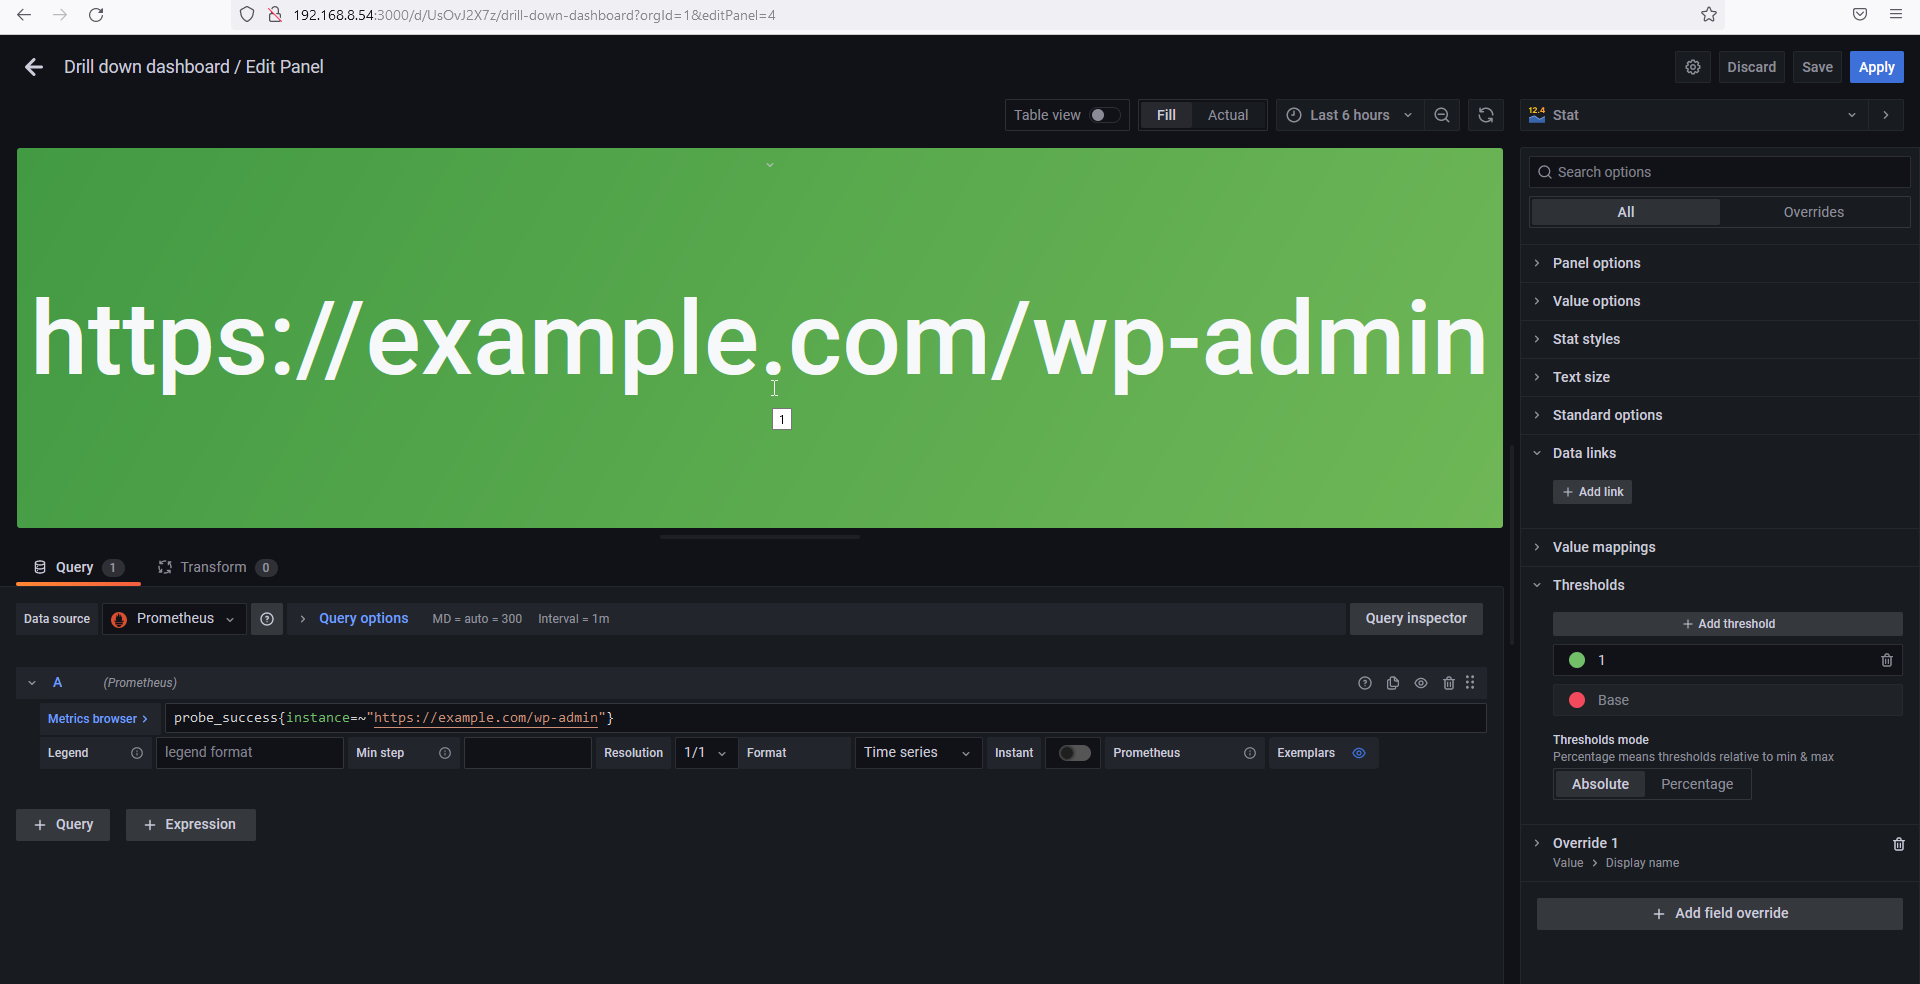 192.168.8.54:3000/d/UsOvJ2X7z/drill-down-dashboard?orgId=1&editPanel=4
Drill down dashboard / Edit Panel
Discard
Save
Apply
Table view
Fill
Actual
Last 6 hours
12.4
Stat
Search options
All
Overrides
https://example.com/wp-admin
1
Panel options
Value options
Stat styles
Text size
Standard options
Data links
+ Add link
Value mappings
Thresholds
+ Add threshold
1
Base
Thresholds mode
Percentage means thresholds relative to min & max
Absolute
Percentage
Override 1
Value > Display name
+ Add field override
Query 1
Transform 0
Data source
Prometheus
Query options
MD = auto = 300
Interval = 1m
Query inspector
A
(Prometheus)
Metrics browser >
probe_success{instance=~"https://example.com/wp-admin"}
Legend
legend format
Min step
Resolution
1/1
Format
Time series
Instant
Prometheus
Exemplars
+ Query
+ Expression